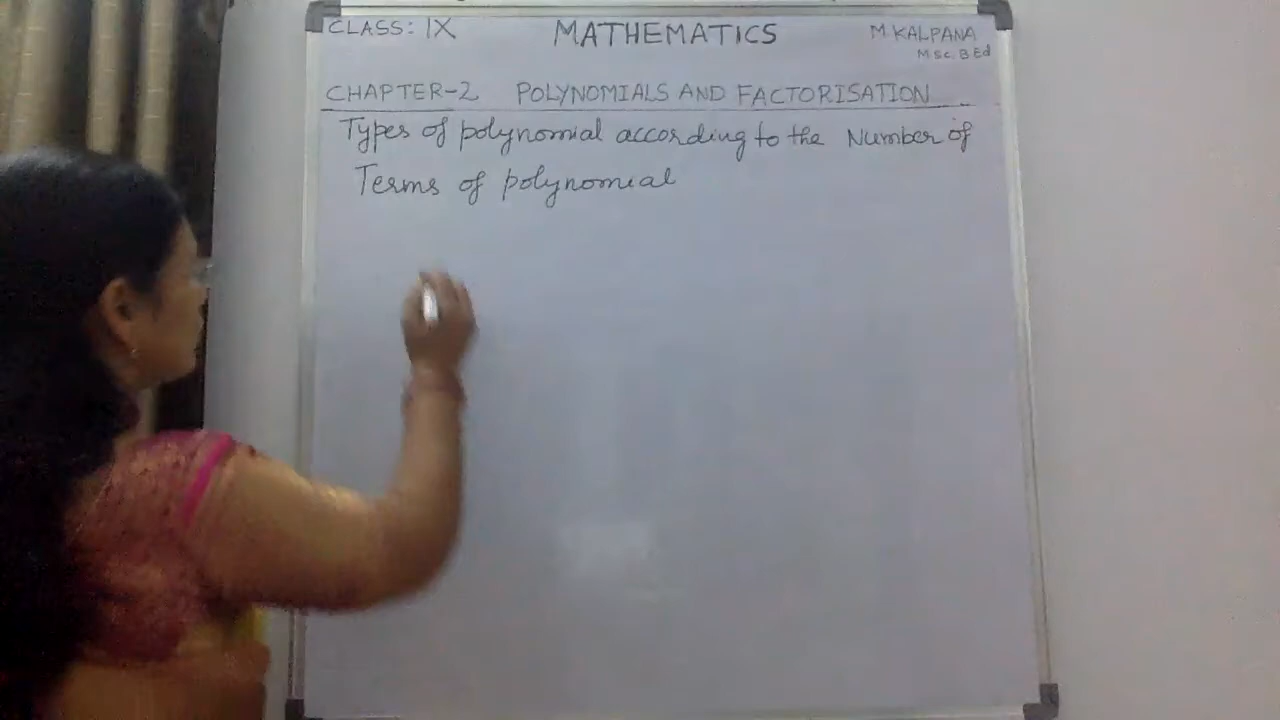 CLASS: IX MATHEMATICS M. KALPANA
M.Sc. B.Ed
CHAPTER-2 POLYNOMIALS AND FACTORISATION
Types of polynomial according to the Number of
Terms of polynomial